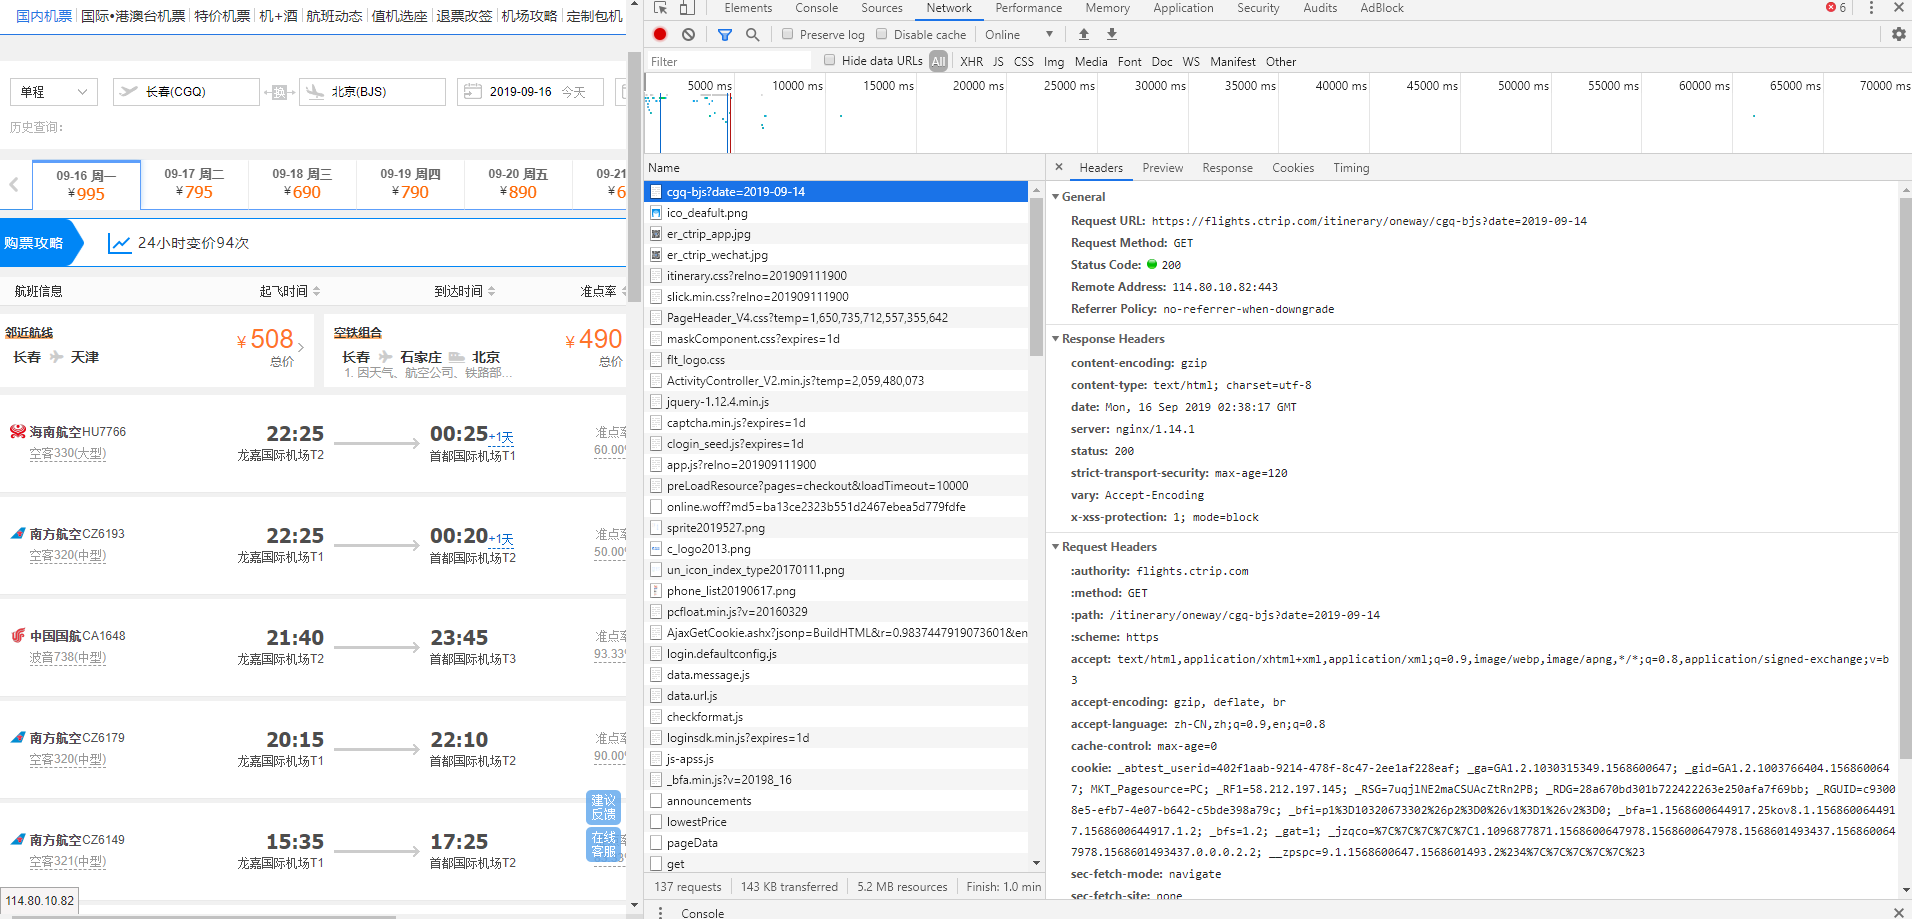 国内机票 国际•港澳台机票 特价机票 机+酒 航班动态 值机选座 退票改签 机场攻略 定制包机
单程 长春(CGQ) 换 北京(BJS) 2019-09-16 今天
历史查询:
09-16 周一 09-17 周二 09-18 周三 09-19 周四 09-20 周五 09-21
¥995 ¥795 ¥690 ¥790 ¥890 ¥6
购票攻略 24小时变价94次
航班信息 起飞时间 到达时间 准点率
邻近航线 ¥508 空铁组合 ¥490
长春 天津 总价 长春 石家庄 北京 总价
1. 因天气、航空公司、铁路部...
海南航空HU7766 22:25 00:25+1天 准点率
空客330(大型) 龙嘉国际机场T2 首都国际机场T1 60.00%
南方航空CZ6193 22:25 00:20+1天 准点率
空客320(中型) 龙嘉国际机场T1 首都国际机场T2 50.00%
中国国航CA1648 21:40 23:45 准点率
波音738(中型) 龙嘉国际机场T2 首都国际机场T3 93.33%
南方航空CZ6179 20:15 22:10 准点率
空客320(中型) 龙嘉国际机场T1 首都国际机场T2 90.00%
建议
反馈
在线
客服
南方航空CZ6149 15:35 17:25
空客321(中型) 龙嘉国际机场T1 首都国际机场T2
114.80.10.82
Elements Console Sources Network Performance Memory Application Security Audits AdBlock 6
Preserve log Disable cache Online
Filter Hide data URLs All XHR JS CSS Img Media Font Doc WS Manifest Other
5000 ms 10000 ms 15000 ms 20000 ms 25000 ms 30000 ms 35000 ms 40000 ms 45000 ms 50000 ms 55000 ms 60000 ms 65000 ms 70000 ms
Name
cgq-bjs?date=2019-09-14
ico_deafult.png
er_ctrip_app.jpg
er_ctrip_wechat.jpg
itinerary.css?relno=201909111900
slick.min.css?relno=201909111900
PageHeader_V4.css?temp=1,650,735,712,557,355,642
maskComponent.css?expires=1d
flt_logo.css
ActivityController_V2.min.js?temp=2,059,480,073
jquery-1.12.4.min.js
captcha.min.js?expires=1d
clogin_seed.js?expires=1d
app.js?relno=201909111900
preLoadResource?pages=checkout&loadTimeout=10000
online.woff?md5=ba13ce2323b551d2467ebea5d779fdfe
sprite2019527.png
c_logo2013.png
un_icon_index_type20170111.png
phone_list20190617.png
pcfloat.min.js?v=20160329
AjaxGetCookie.ashx?jsonp=BuildHTML&r=0.9837447919073601&en
login.defaultconfig.js
data.message.js
data.url.js
checkformat.js
loginsdk.min.js?expires=1d
js-apss.js
_bfa.min.js?v=20198_16
announcements
lowestPrice
pageData
get
137 requests 143 KB transferred 5.2 MB resources Finish: 1.0 min
Console
Headers Preview Response Cookies Timing
General
Request URL: https://flights.ctrip.com/itinerary/oneway/cgq-bjs?date=2019-09-14
Request Method: GET
Status Code: 200
Remote Address: 114.80.10.82:443
Referrer Policy: no-referrer-when-downgrade
Response Headers
content-encoding: gzip
content-type: text/html; charset=utf-8
date: Mon, 16 Sep 2019 02:38:17 GMT
server: nginx/1.14.1
status: 200
strict-transport-security: max-age=120
vary: Accept-Encoding
x-xss-protection: 1; mode=block
Request Headers
:authority: flights.ctrip.com
:method: GET
:path: /itinerary/oneway/cgq-bjs?date=2019-09-14
:scheme: https
accept: text/html,application/xhtml+xml,application/xml;q=0.9,image/webp,image/apng,*/*;q=0.8,application/signed-exchange;v=b
3
accept-encoding: gzip, deflate, br
accept-language: zh-CN,zh;q=0.9,en;q=0.8
cache-control: max-age=0
cookie: _abtest_userid=402f1aab-9214-478f-8c47-2ee1af228eaf; _ga=GA1.2.1030315349.1568600647; _gid=GA1.2.1003766404.156860064
7; MKT_Pagesource=PC; _RF1=58.212.197.145; _RSG=7uqjlNE2maCSUAcZtRn2PB; _RDG=28a670bd301b722422263e250afa7f69bb; _RGUID=c9300
8e5-efb7-4e07-b642-c5bde398a79c; _bfi=p1%3D10320673302%26p2%3D0%26v1%3D1%26v2%3D0; _bfa=1.1568600644917.25kov8.1.156860064491
7.1568600644917.1.2; _bfs=1.2; _gat=1; _jzqco=%7C%7C%7C%7C%7C1.1096877871.1568600647978.1568600647978.1568601493437.156860064
7978.1568601493437.0.0.0.2.2; __zpspc=9.1.1568600647.1568601493.2%234%7C%7C%7C%7C%7C%23
sec-fetch-mode: navigate
sec-fetch-site: none